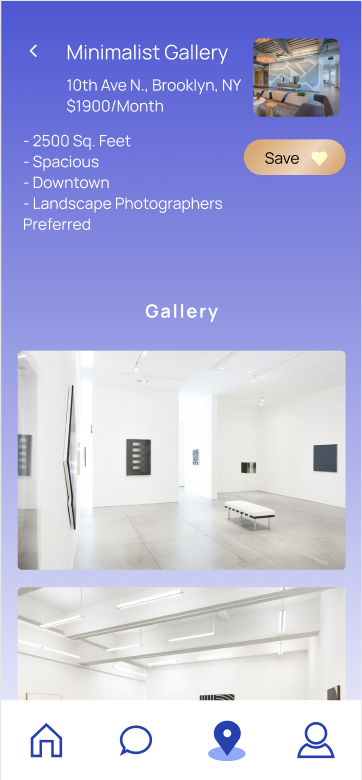 Minimalist Gallery
10th Ave N., Brooklyn, NY
$1900/Month
- 2500 Sq. Feet
- Spacious
- Downtown
- Landscape Photographers
Preferred
Save
Gallery